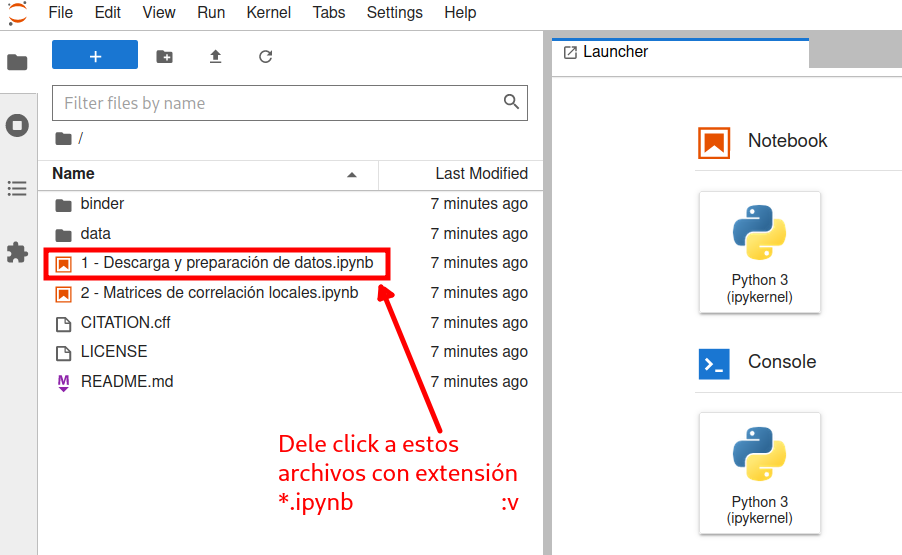 File Edit View Run Kernel Tabs Settings Help
+
Filter files by name
/
Name Last Modified
binder 7 minutes ago
data 7 minutes ago
1 - Descarga y preparación de datos.ipynb 7 minutes ago
2 - Matrices de correlación locales.ipynb 7 minutes ago
CITATION.cff 7 minutes ago
LICENSE 7 minutes ago
M README.md 7 minutes ago
Dele click a estos
archivos con extensión
*.ipynb :v
Launcher
Notebook
Python 3
(ipykernel)
>_ Console
Python 3
(ipykernel)